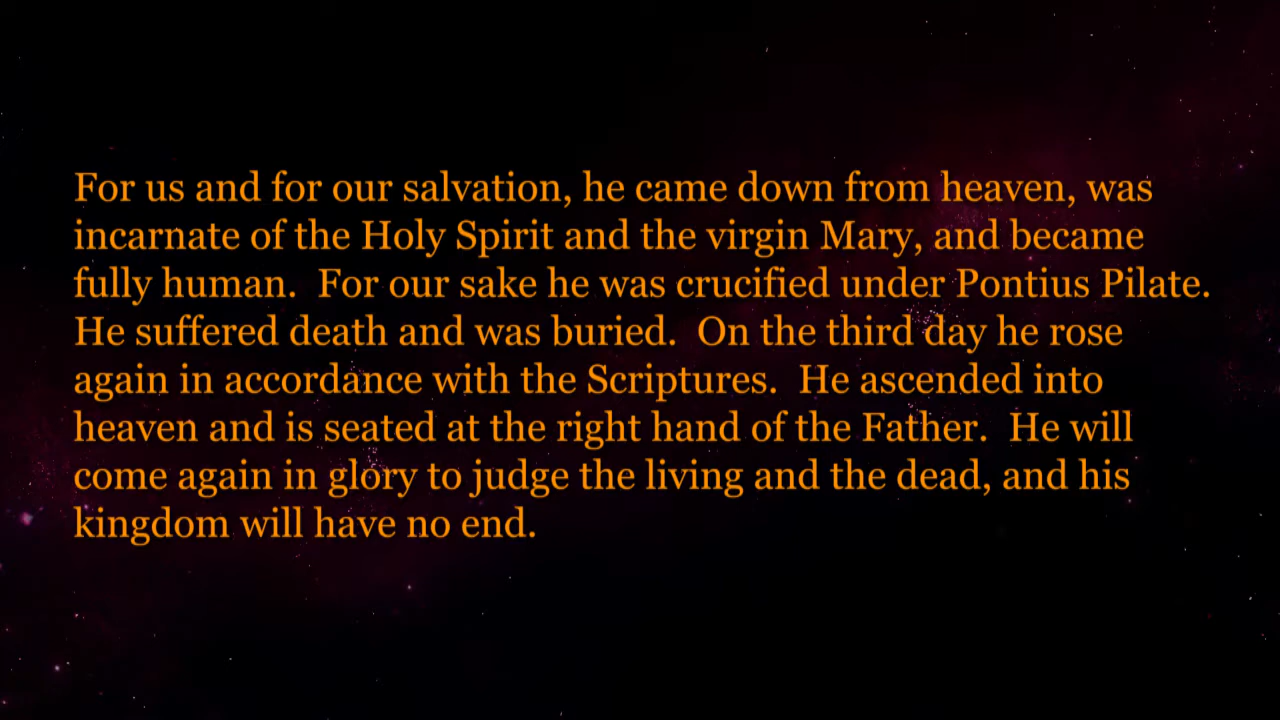 For us and for our salvation, he came down from heaven, was
incarnate of the Holy Spirit and the virgin Mary, and became
fully human.  For our sake he was crucified under Pontius Pilate.
He suffered death and was buried.  On the third day he rose
again in accordance with the Scriptures.  He ascended into
heaven and is seated at the right hand of the Father.  He will
come again in glory to judge the living and the dead, and his
kingdom will have no end.